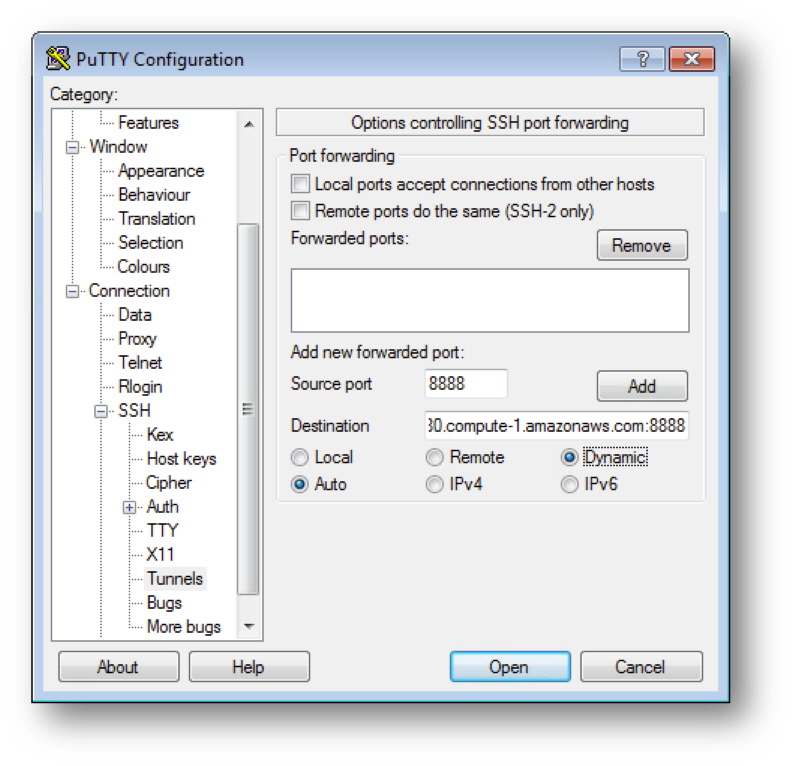 PuTTY Configuration
Category:
Features
Window
Appearance
Behaviour
Translation
Selection
Colours
Connection
Data
Proxy
Telnet
Rlogin
SSH
Kex
Host keys
Cipher
Auth
TTY
X11
Tunnels
Bugs
More bugs
Options controlling SSH port forwarding
Port forwarding
Local ports accept connections from other hosts
Remote ports do the same (SSH-2 only)
Forwarded ports:
Remove
Add new forwarded port:
Source port 8888 Add
Destination 30.compute-1.amazonaws.com:8888
Local Remote Dynamic
Auto IPv4 IPv6
About Help Open Cancel